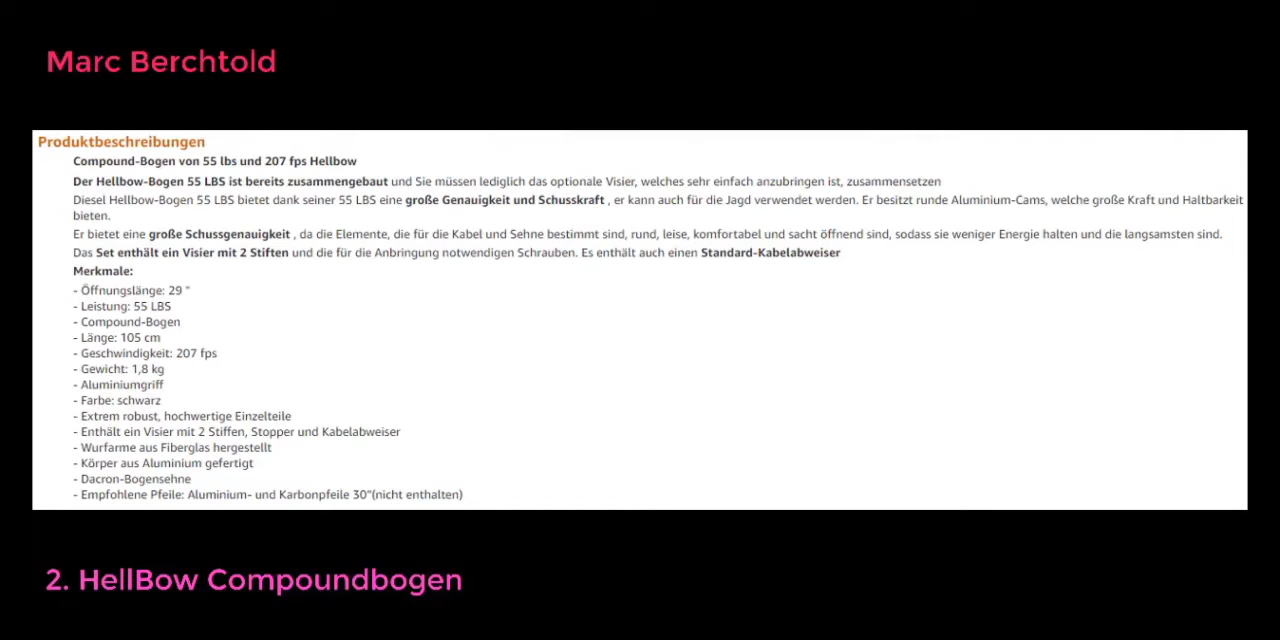 Marc Berchtold
Produktbeschreibungen
Compound-Bogen von 55 lbs und 207 fps Hellbow
Der Hellbow-Bogen 55 LBS ist bereits zusammengebaut und Sie müssen lediglich das optionale Visier, welches sehr einfach anzubringen ist, zusammensetzen
Diesel Hellbow-Bogen 55 LBS bietet dank seiner 55 LBS eine große Genauigkeit und Schusskraft , er kann auch für die Jagd verwendet werden. Er besitzt runde Aluminium-Cams, welche große Kraft und Haltbarkeit
bieten.
Er bietet eine große Schussgenauigkeit , da die Elemente, die für die Kabel und Sehne bestimmt sind, rund, leise, komfortabel und sacht öffnend sind, sodass sie weniger Energie halten und die langsamsten sind.
Das Set enthält ein Visier mit 2 Stiften und die für die Anbringung notwendigen Schrauben. Es enthält auch einen Standard-Kabelabweiser
Merkmale:
- Öffnungslänge: 29 "
- Leistung: 55 LBS
- Compound-Bogen
- Länge: 105 cm
- Geschwindigkeit: 207 fps
- Gewicht: 1,8 kg
- Aluminiumgriff
- Farbe: schwarz
- Extrem robust, hochwertige Einzelteile
- Enthält ein Visier mit 2 Stiffen, Stopper und Kabelabweiser
- Wurfarme aus Fiberglas hergestellt
- Körper aus Aluminium gefertigt
- Dacron-Bogensehne
- Empfohlene Pfeile: Aluminium- und Karbonpfeile 30"(nicht enthalten)
2. HellBow Compoundbogen